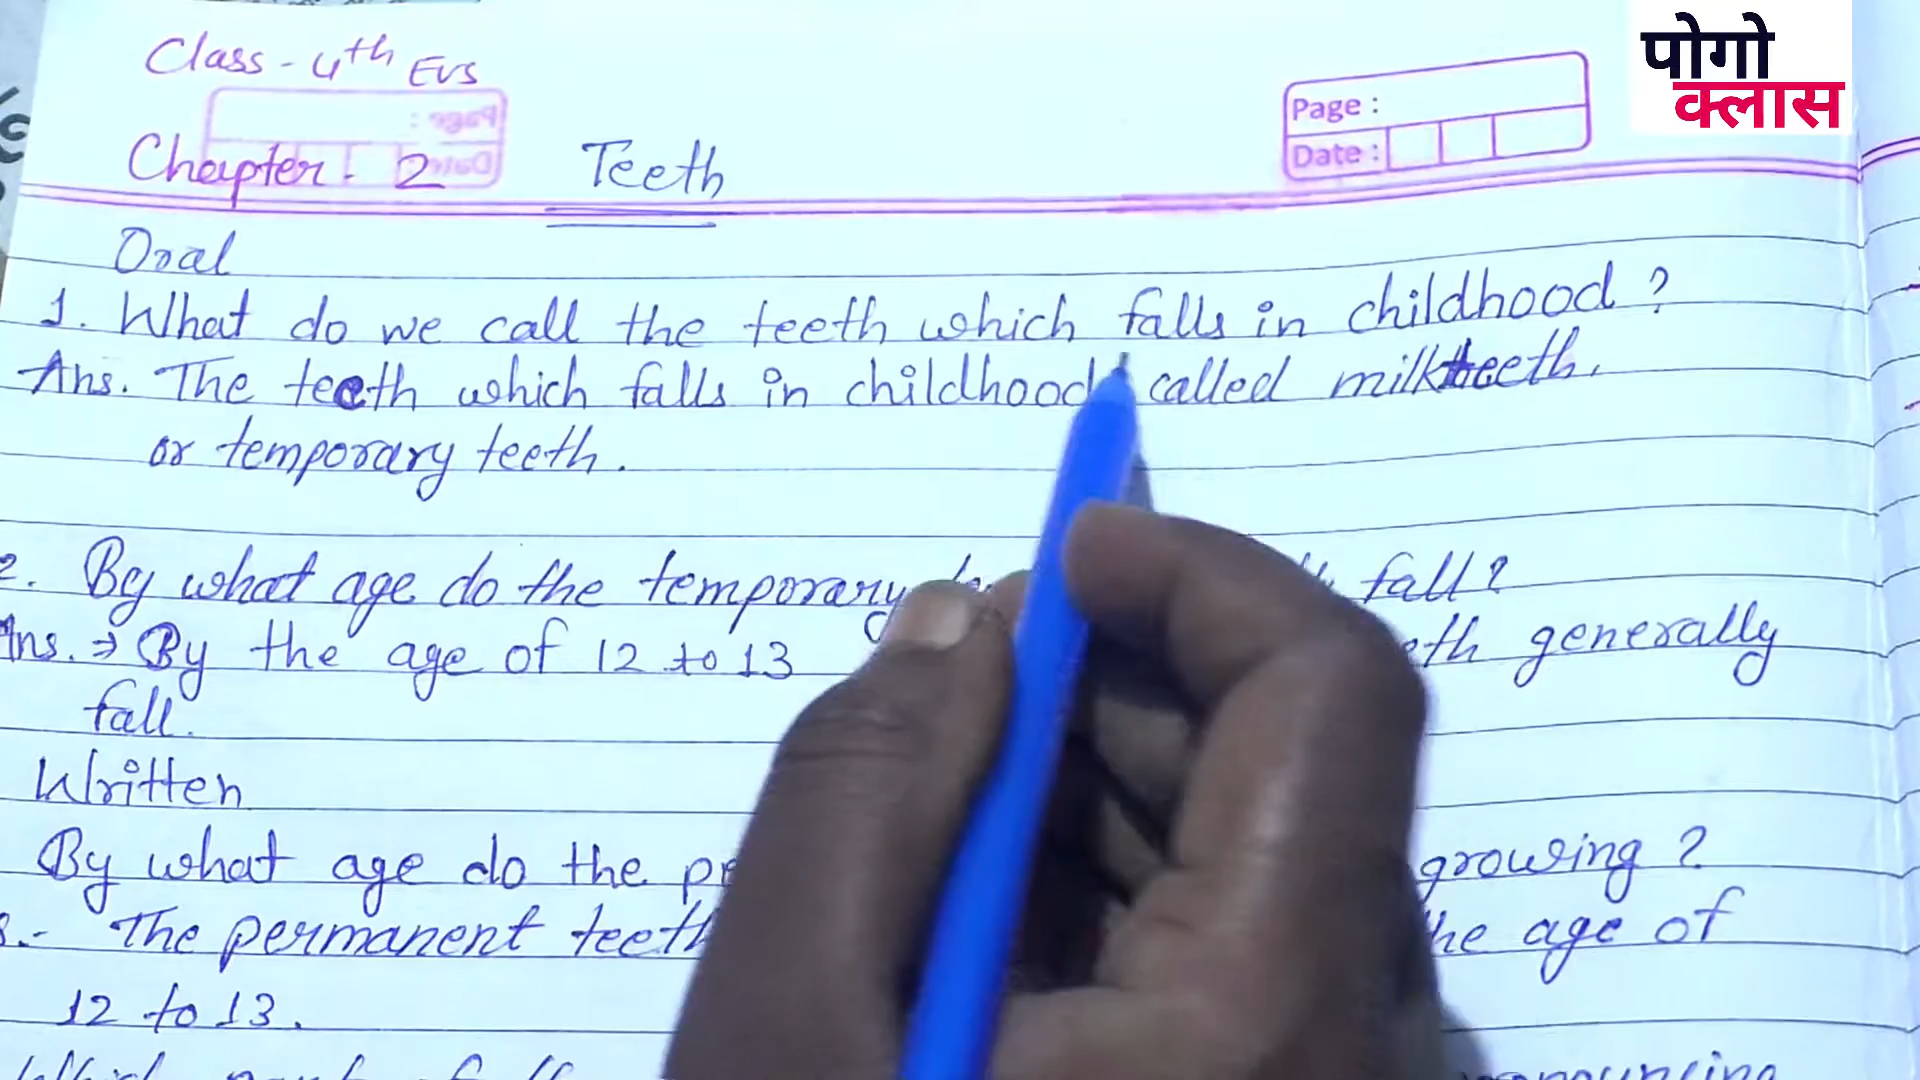 Class - 4th EVS
पोगो
क्लास
Page :
Date :
Chapter - 2 Teeth
Oral
1. What do we call the teeth which falls in childhood ?
Ans. The teeth which falls in childhood called milkteeth.
or temporary teeth.
2. By what age do the temporary fall ?
Ans. → By the age of 12 to 13 generally
fall.
Written
By what age do the growing ?
The permanent teeth the age of
12 to 13.